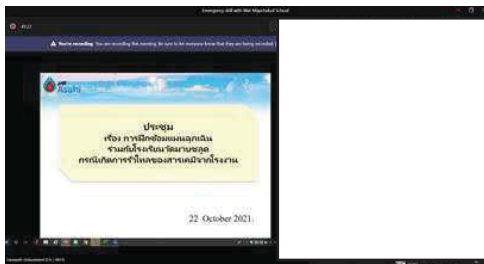 Emergency drill with Wat Mapchalud School
You're recording
Asahi
ประชุม
เรื่อง การฝึกซ้อมแผนฉุกเฉิน
ร่วมกับโรงเรียนวัดมาบชลูด
กรณีเกิดการรั่วไหลของสารเคมีจากโรงงาน
22 October 2021.